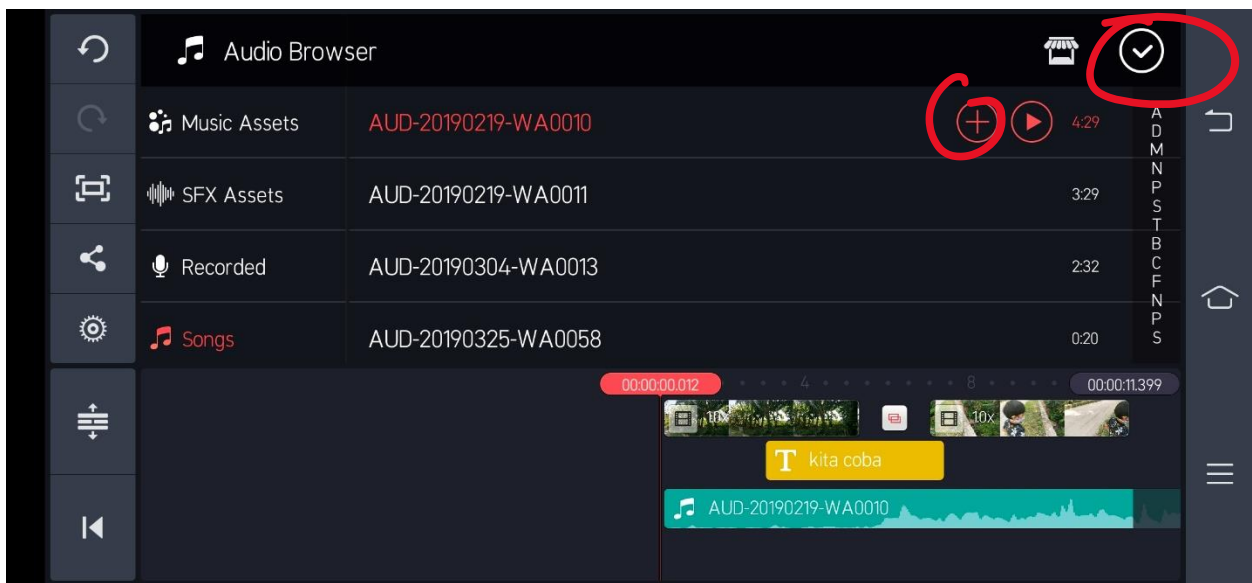 Audio Browser
Music Assets
AUD-20190219-WA0010
4:29
SFX Assets
AUD-20190219-WA0011
3:29
Recorded
AUD-20190304-WA0013
2:32
Songs
AUD-20190325-WA0058
0:20
A
D
M
N
P
S
T
B
C
F
N
P
S
00:00:00.012
4
8
00:00:11.399
10x
10x
T kita coba
AUD-20190219-WA0010